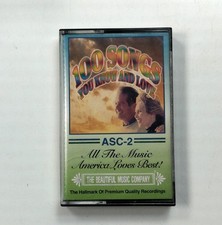 100 SONGS
YOU KNOW AND LOVE
ASC-2
All The Music
America Loves Best!
THE BEAUTIFUL MUSIC COMPANY
The Hallmark Of Premium Quality Recordings